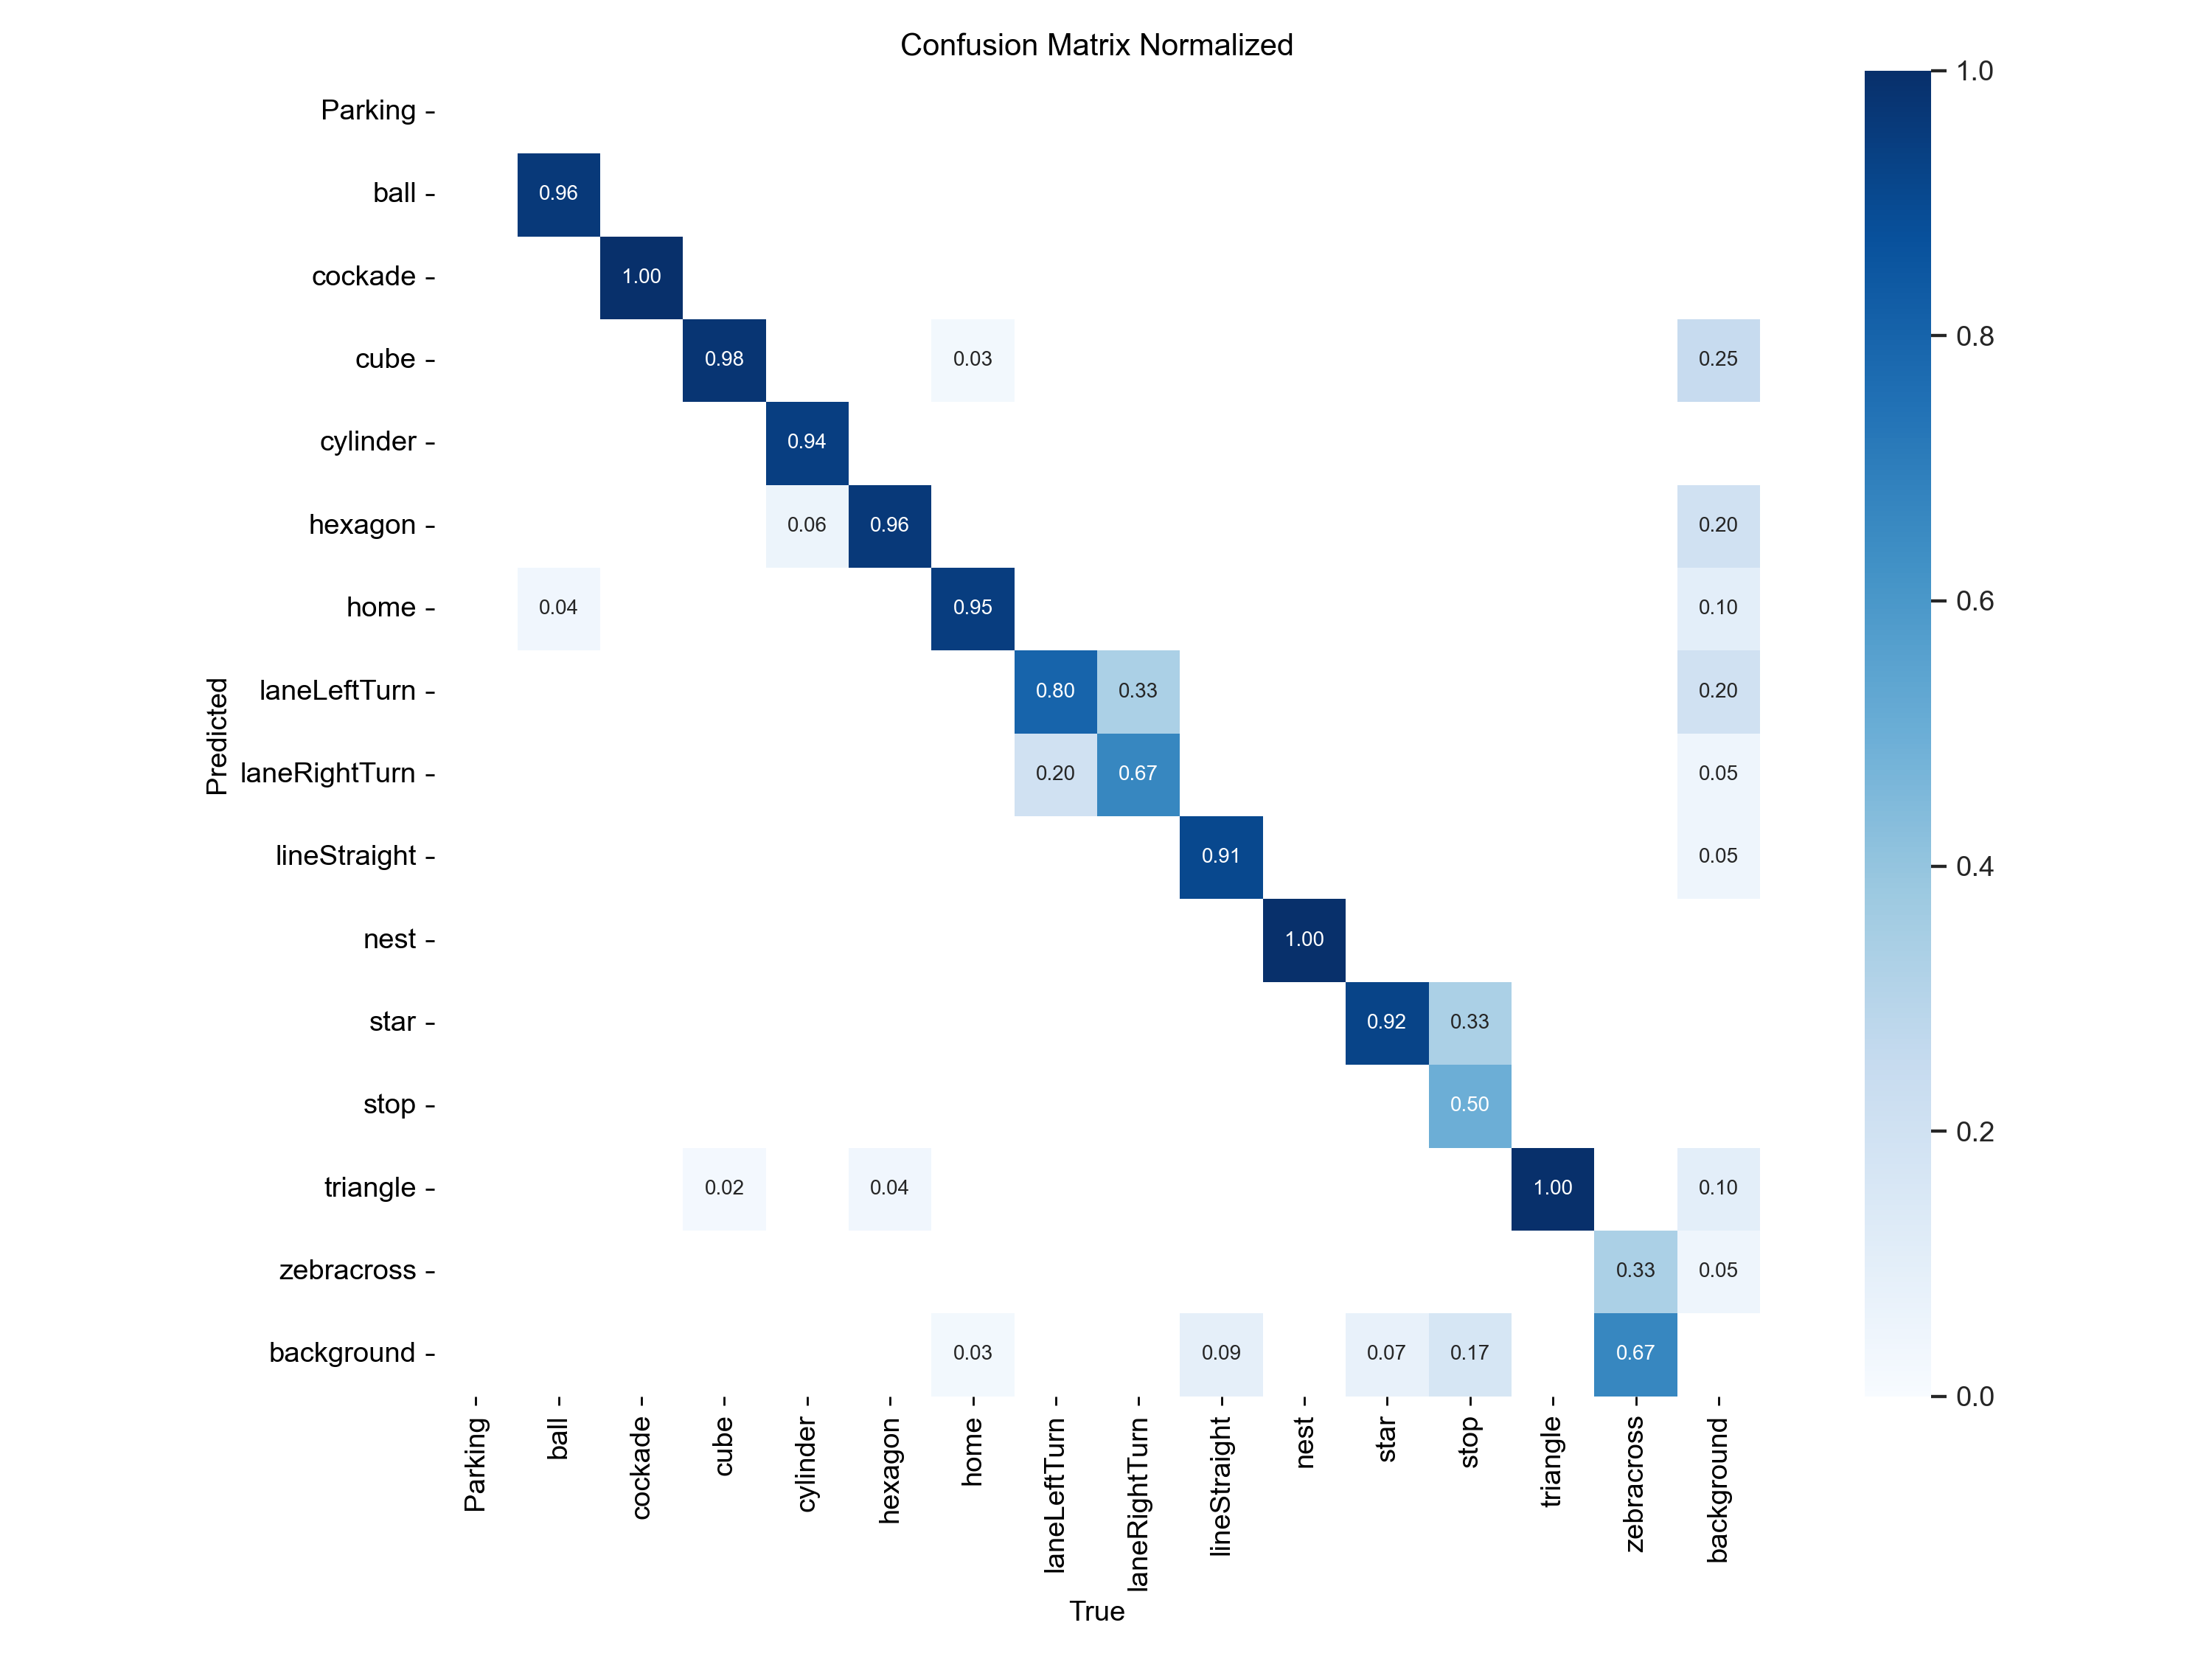 Confusion Matrix Normalized
Parking
ball 0.96
cockade 1.00
cube 0.98 0.03 0.25
cylinder 0.94
hexagon 0.06 0.96 0.20
home 0.04 0.95 0.10
laneLeftTurn 0.80 0.33 0.20
laneRightTurn 0.20 0.67 0.05
lineStraight 0.91 0.05
nest 1.00
star 0.92 0.33
stop 0.50
triangle 0.02 0.04 1.00 0.10
zebracross 0.33 0.05
background 0.03 0.09 0.07 0.17 0.67
Predicted
Parking ball cockade cube cylinder hexagon home laneLeftTurn laneRightTurn lineStraight nest star stop triangle zebracross background
True
1.0
0.8
0.6
0.4
0.2
0.0